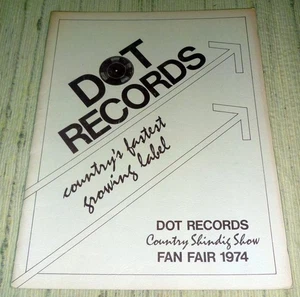 DOT
RECORDS
country's fastest
growing label
DOT RECORDS
Country Shindig Show
FAN FAIR 1974